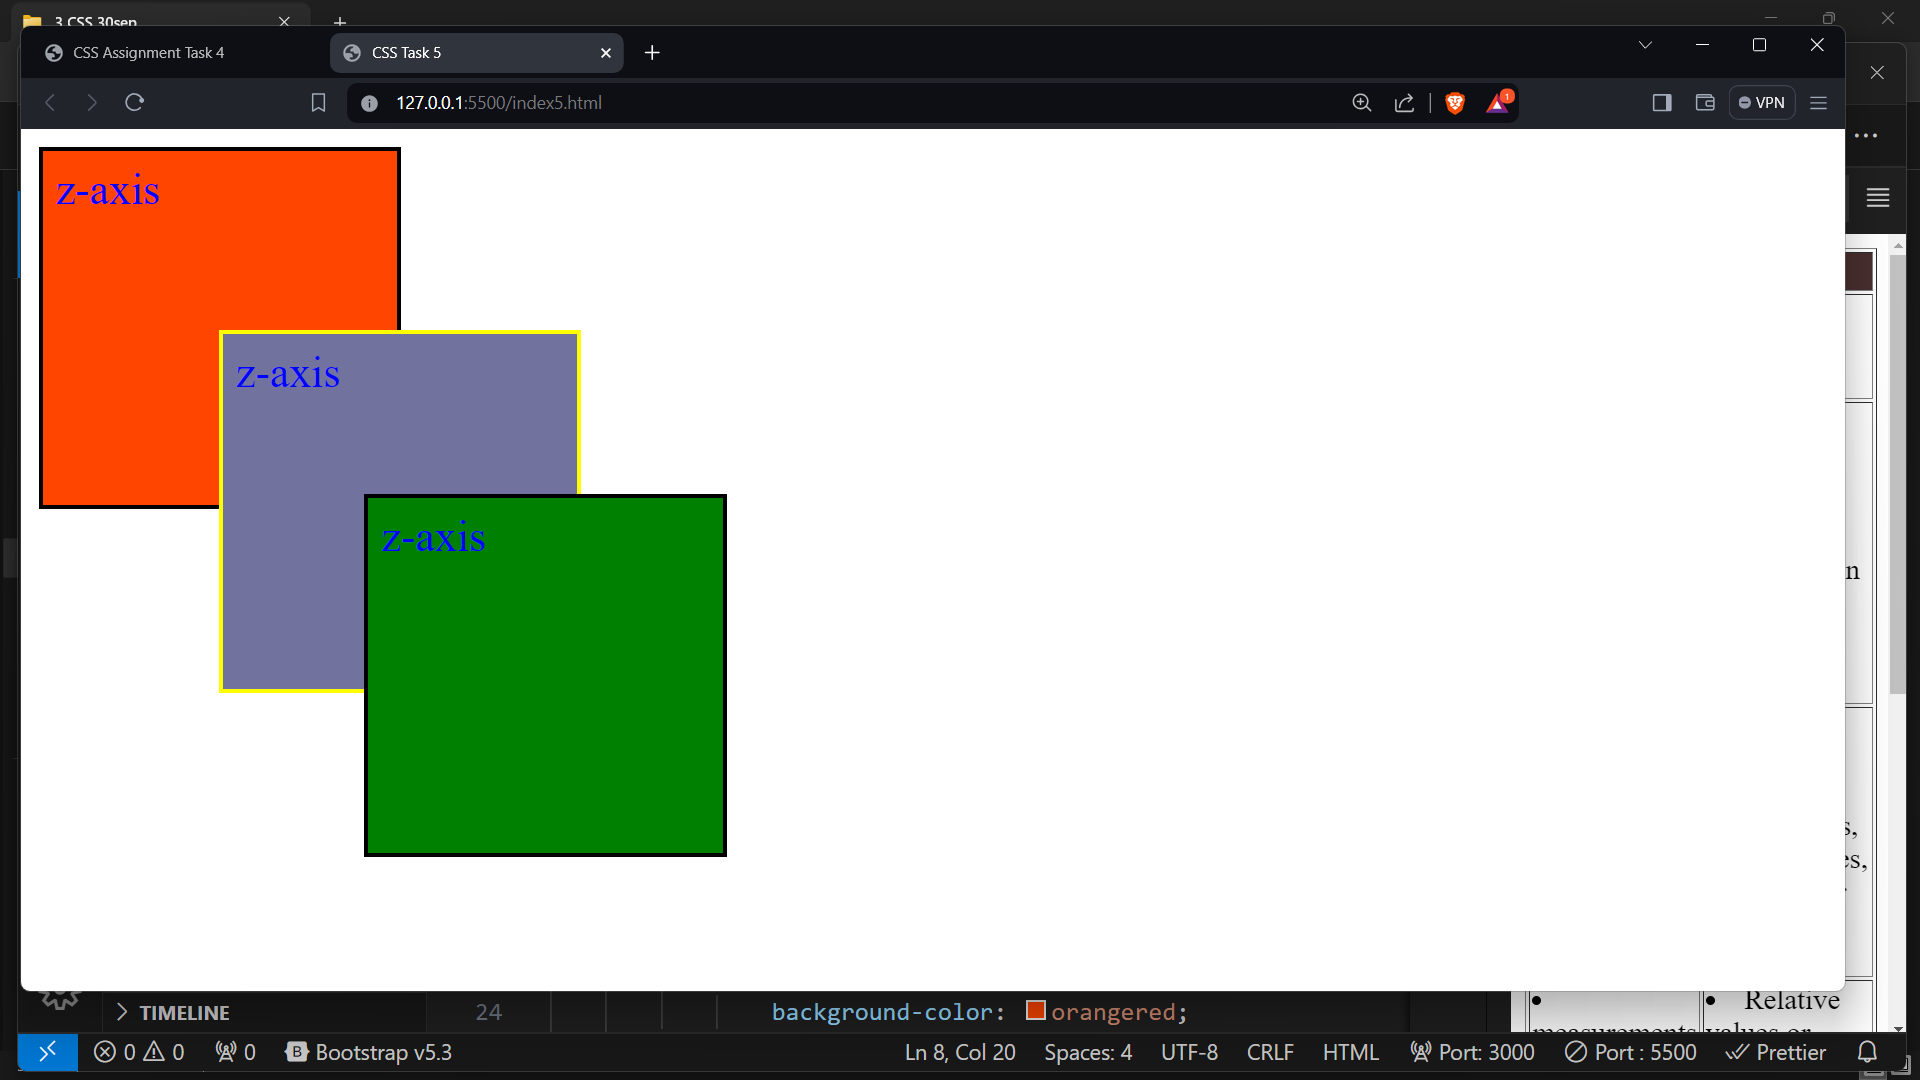 3 CSS 30sep
CSS Assignment Task 4
CSS Task 5
127.0.0.1:5500/index5.html
1
VPN
z-axis
z-axis
z-axis
n
s,
es,
TIMELINE
24
background-color: orangered;
• • Relative
measurements values or
0 0 0 B Bootstrap v5.3
Ln 8, Col 20 Spaces: 4 UTF-8 CRLF HTML Port: 3000 Port : 5500 Prettier